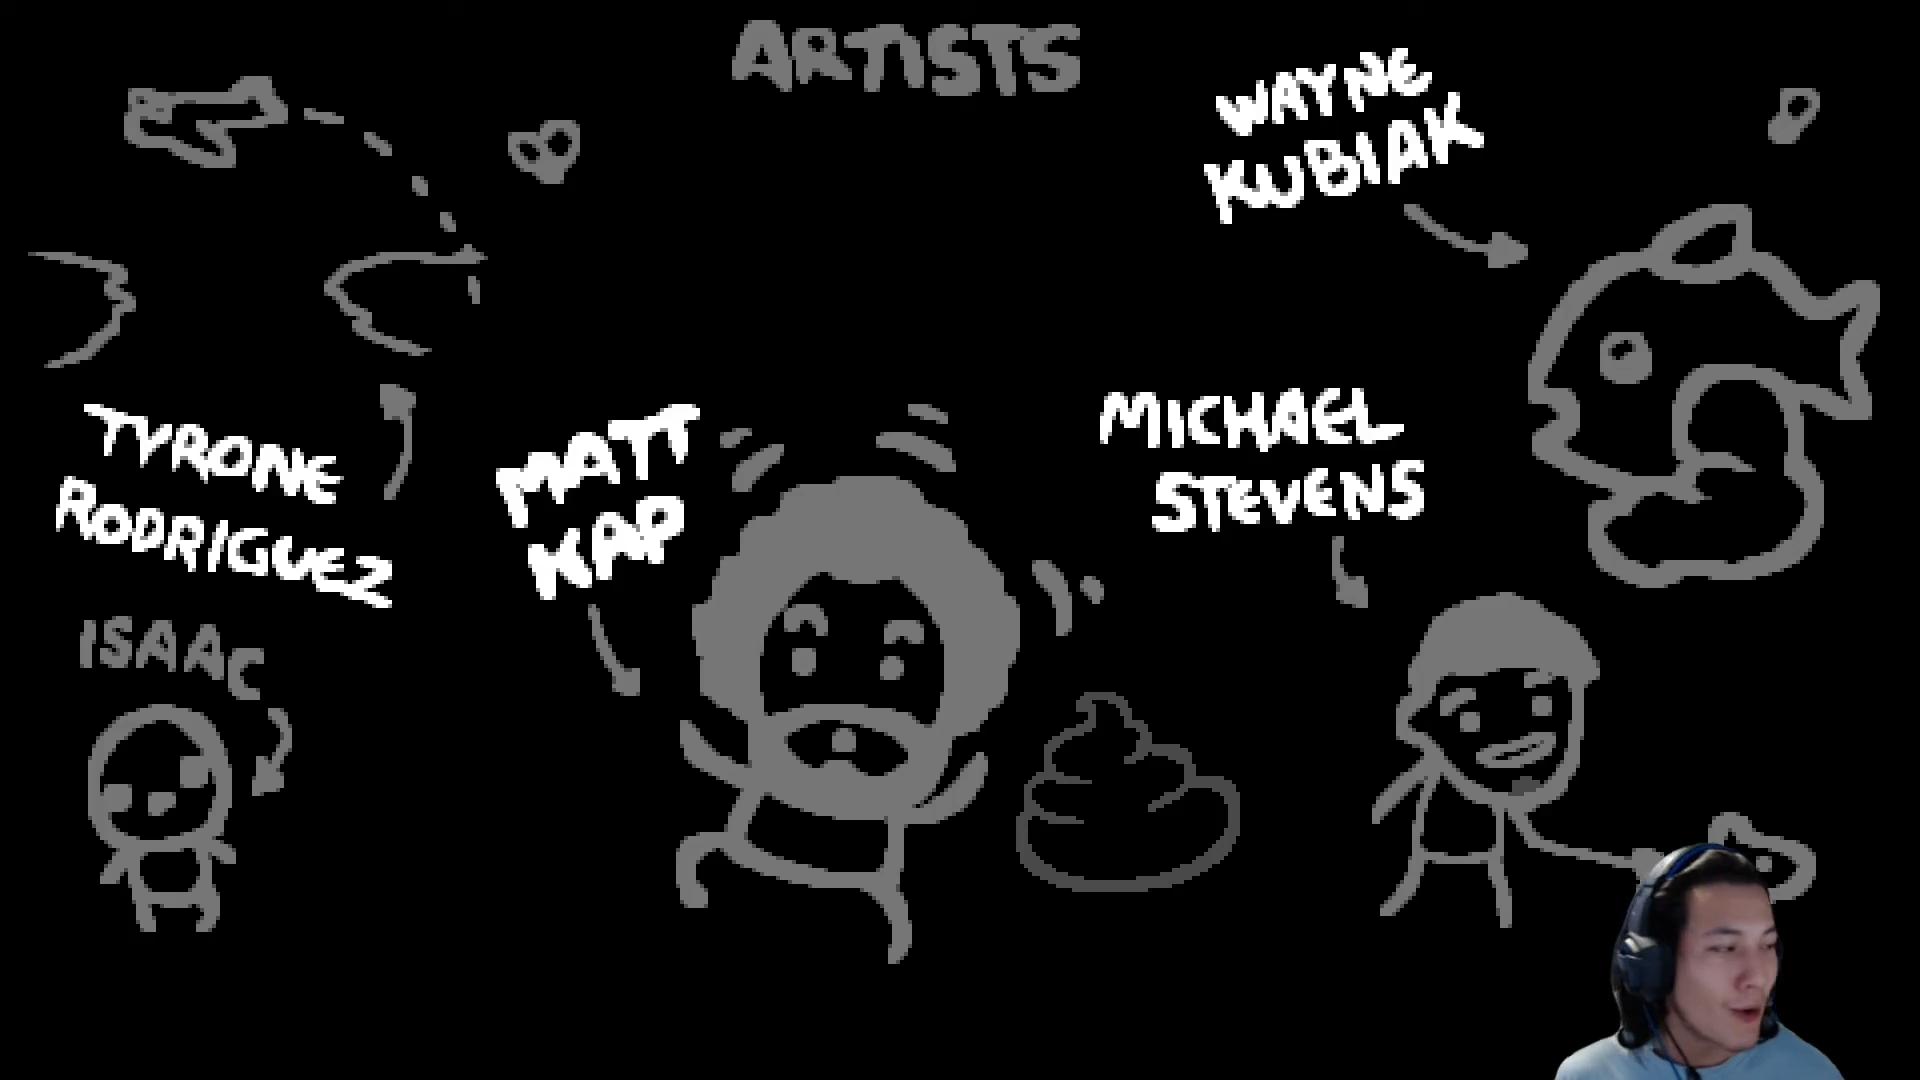 ARTISTS
WAYNE
KUBIAK
TYRONE
RODRIGUEZ
MATT
KAP
MICHAEL
STEVENS
ISAAC